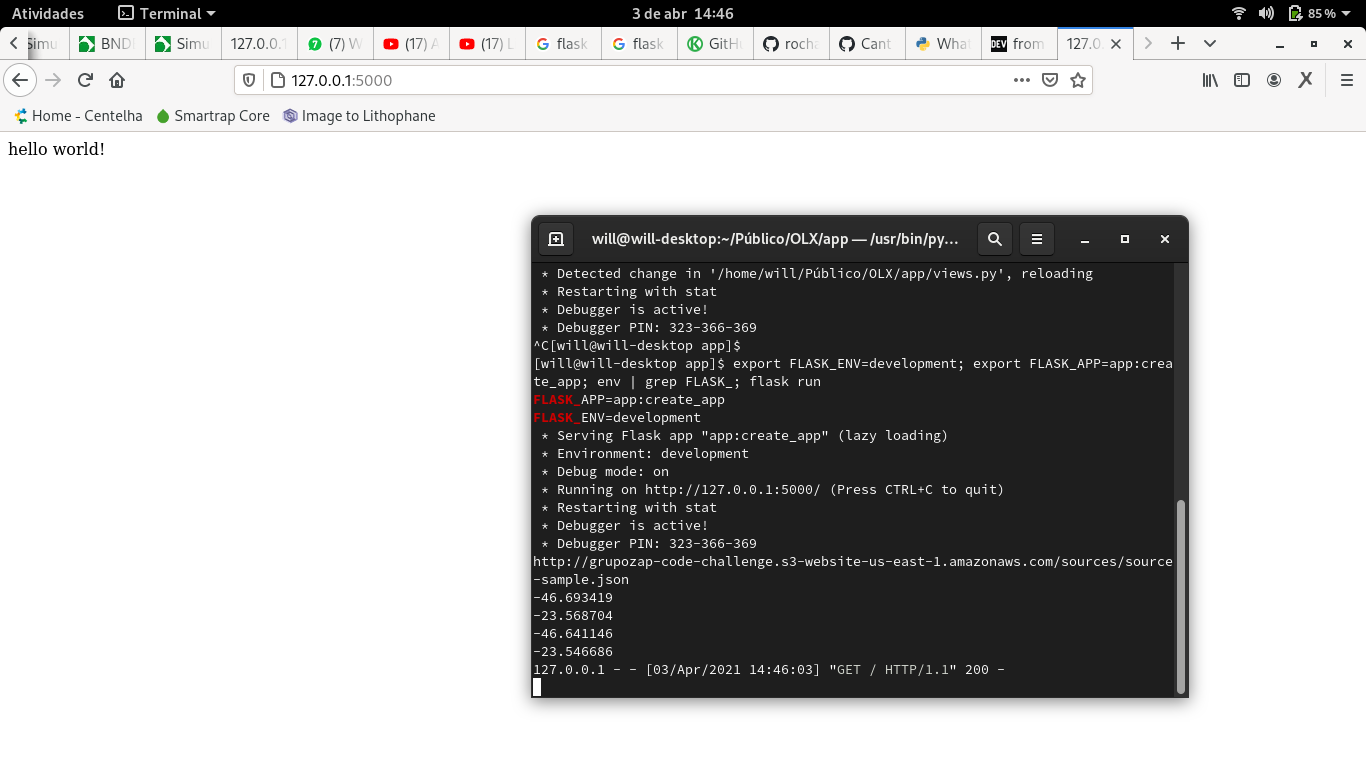 Atividades Terminal 3 de abr 14:46 85 %
Simu BNDI Simu 127.0.0.1 (7) W (17) A (17) L flask flask GitHu rocha Cant What DEV from 127.0.
127.0.0.1:5000
Home - Centelha Smartrap Core Image to Lithophane
hello world!
will@will-desktop:~/Público/OLX/app — /usr/bin/py…
* Detected change in '/home/will/Público/OLX/app/views.py', reloading
* Restarting with stat
* Debugger is active!
* Debugger PIN: 323-366-369
^C[will@will-desktop app]$
[will@will-desktop app]$ export FLASK_ENV=development; export FLASK_APP=app:crea
te_app; env | grep FLASK_; flask run
FLASK_APP=app:create_app
FLASK_ENV=development
* Serving Flask app "app:create_app" (lazy loading)
* Environment: development
* Debug mode: on
* Running on http://127.0.0.1:5000/ (Press CTRL+C to quit)
* Restarting with stat
* Debugger is active!
* Debugger PIN: 323-366-369
http://grupozap-code-challenge.s3-website-us-east-1.amazonaws.com/sources/source
-sample.json
-46.693419
-23.568704
-46.641146
-23.546686
127.0.0.1 - - [03/Apr/2021 14:46:03] "GET / HTTP/1.1" 200 -